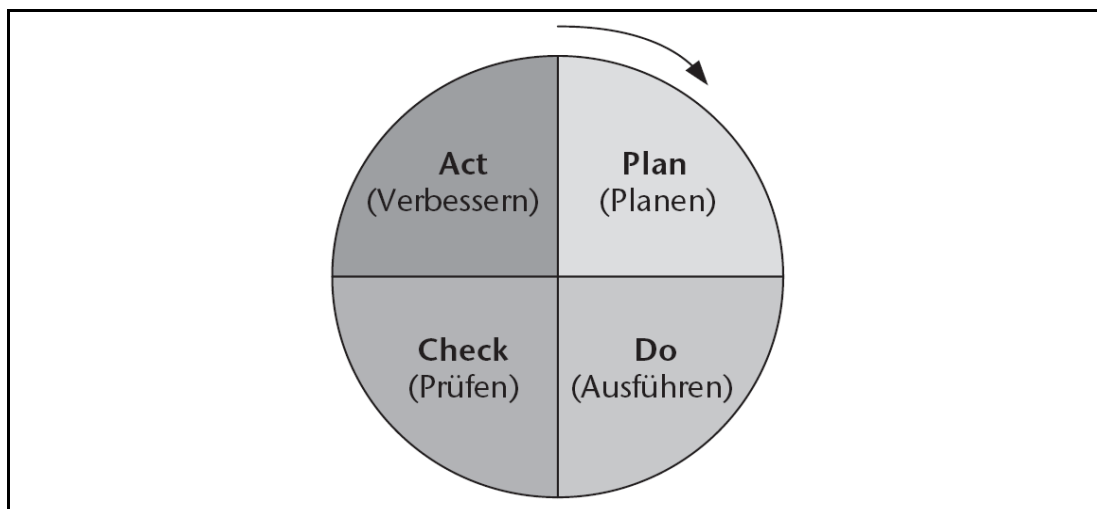 Act
(Verbessern)
Plan
(Planen)
Check
(Prüfen)
Do
(Ausführen)